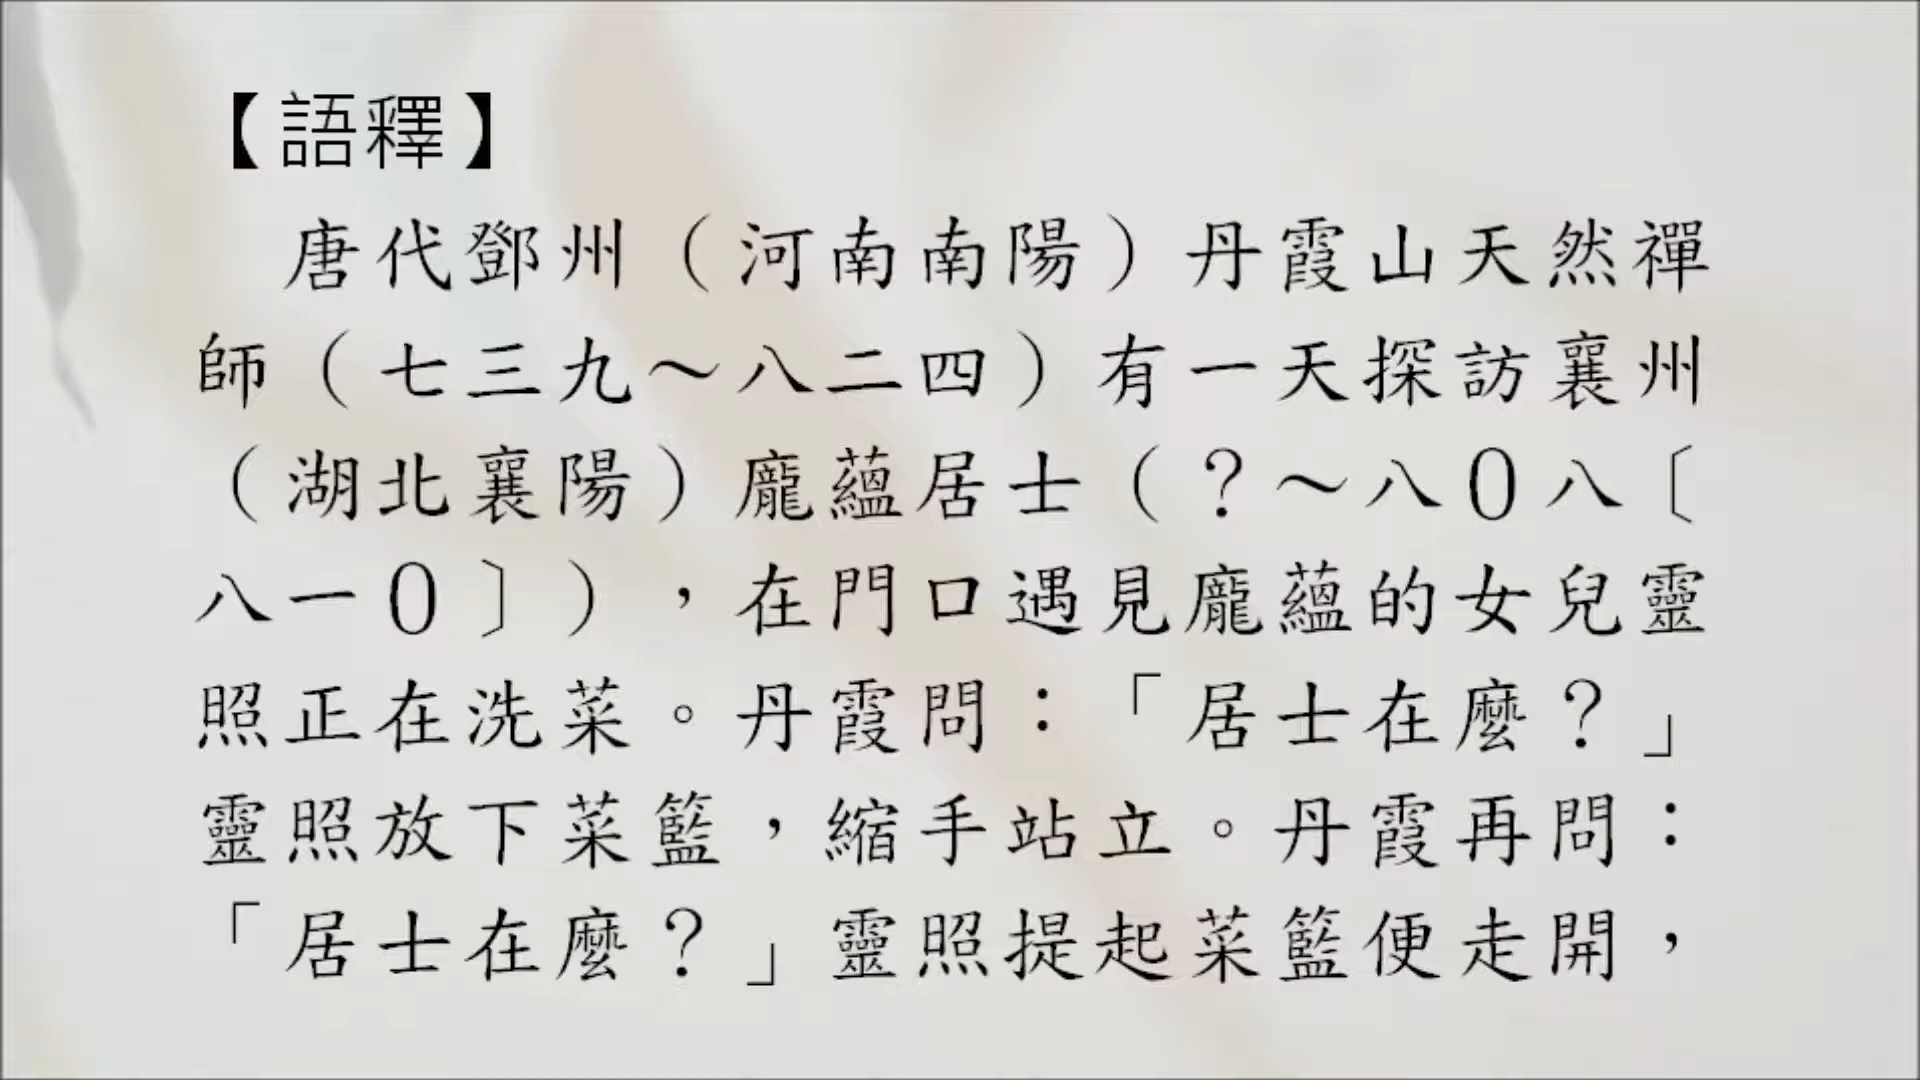 【語釋】
唐代鄧州（河南南陽）丹霞山天然禪
師（七三九～八二四）有一天探訪襄州
（湖北襄陽）龐蘊居士（？～八０八〔
八一０〕），在門口遇見龐蘊的女兒靈
照正在洗菜。丹霞問：「居士在麼？」
靈照放下菜籃，縮手站立。丹霞再問：
「居士在麼？」靈照提起菜籃便走開，